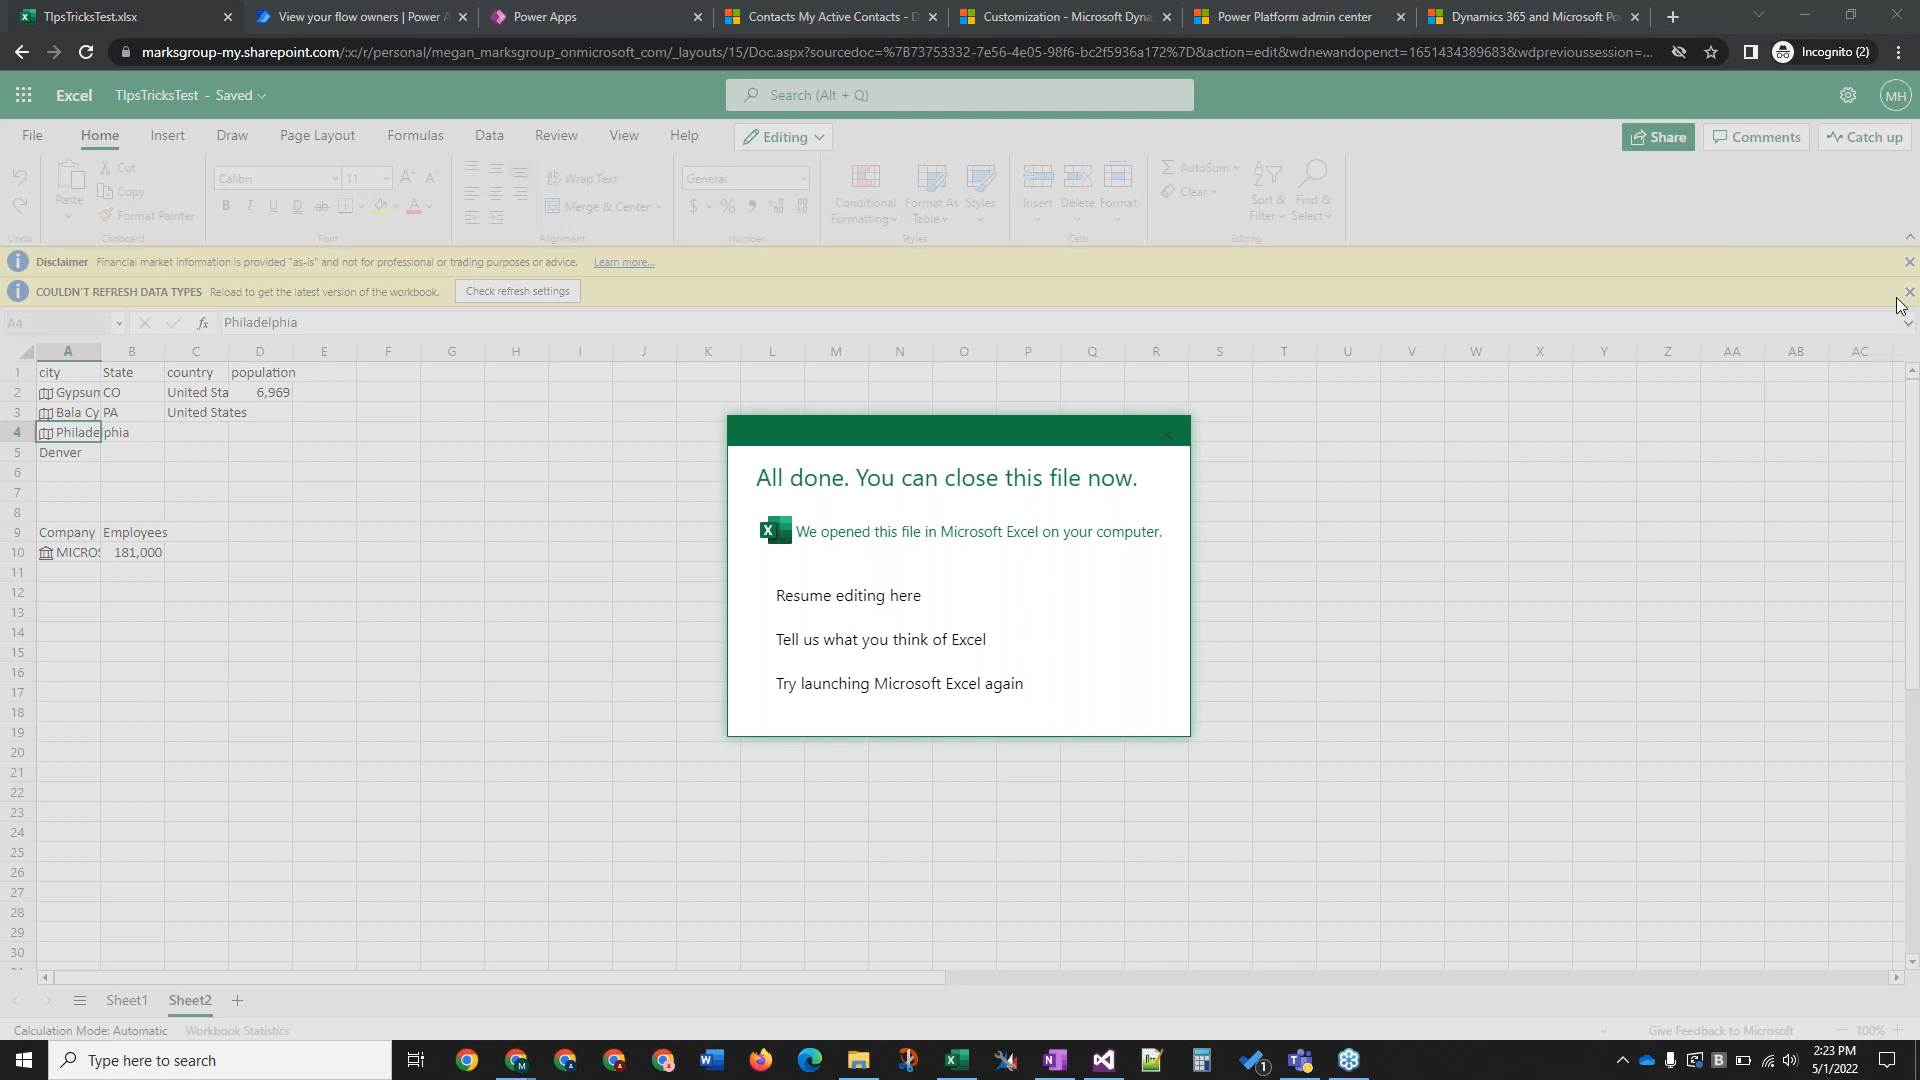 TIpsTricksTest.xlsx
View your flow owners | Power A
Power Apps
Contacts My Active Contacts - D
Customization - Microsoft Dyna
Power Platform admin center
Dynamics 365 and Microsoft Po
marksgroup-my.sharepoint.com/:x:/r/personal/megan_marksgroup_onmicrosoft_com/_layouts/15/Doc.aspx?sourcedoc=%7B73753332-7e56-4e05-98f6-bc2f5936a172%7D&action=edit&wdnewandopenct=1651434389683&wdprevioussession=...
Incognito (2)
Excel TIpsTricksTest - Saved
Search (Alt + Q)
MH
File Home Insert Draw Page Layout Formulas Data Review View Help Editing
Share Comments Catch up
Paste Cut Copy Format Painter
Calibri 11
B I U D ab A
Wrap Text
Merge & Center
General
$ %
Conditional Formatting Format As Table Styles
Insert Delete Format
AutoSum
Clear
Sort & Filter Find & Select
Undo Clipboard Font Alignment Number Styles Cells Editing
Disclaimer Financial market information is provided "as-is" and not for professional or trading purposes or advice. Learn more...
COULDN'T REFRESH DATA TYPES Reload to get the latest version of the workbook. Check refresh settings
A4 fx Philadelphia
A B C D E F G H I J K L M N O P Q R S T U V W X Y Z AA AB AC
1 city State country population
2 Gypsun CO United Sta 6,969
3 Bala Cy PA United States
4 Philadelphia
5 Denver
6
7
8
9 Company Employees
10 MICROS 181,000
11
12
13
14
15
16
17
18
19
20
21
22
23
24
25
26
27
28
29
30
All done. You can close this file now.
We opened this file in Microsoft Excel on your computer.
Resume editing here
Tell us what you think of Excel
Try launching Microsoft Excel again
Sheet1 Sheet2
Calculation Mode: Automatic Workbook Statistics
Give Feedback to Microsoft 100%
Type here to search
1
2:23 PM
5/1/2022